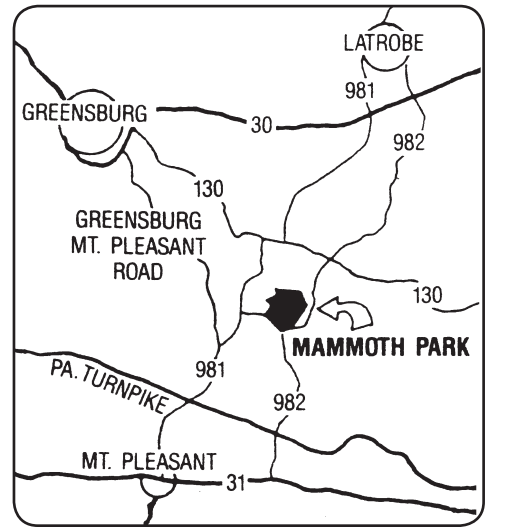 LATROBE
981
GREENSBURG
30
982
130
GREENSBURG
MT. PLEASANT
ROAD
130
MAMMOTH PARK
981
PA. TURNPIKE
982
MT. PLEASANT
31